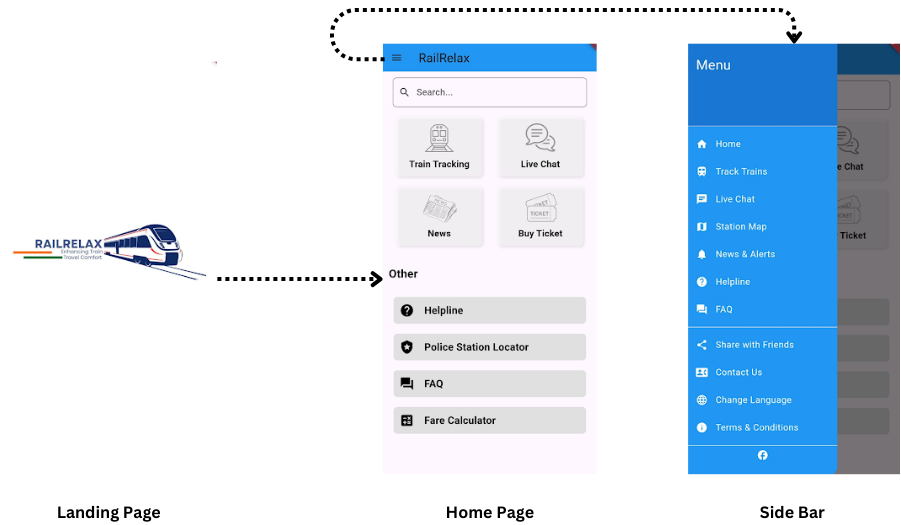 RAILRELAX
Enhancing Train
Travel Comfort
Landing Page
RailRelax
Search...
Train Tracking
Live Chat
News
TICKET
TICKET
Buy Ticket
Other
Helpline
Police Station Locator
FAQ
Fare Calculator
Home Page
Menu
Home
Track Trains
Live Chat
Station Map
News & Alerts
Helpline
FAQ
Share with Friends
Contact Us
Change Language
Terms & Conditions
e Chat
Ticket
Side Bar